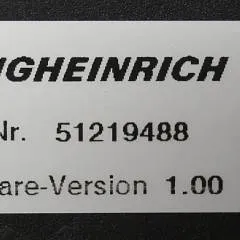 NGHEINRICH
Nr. 51219488
are-Version 1.00